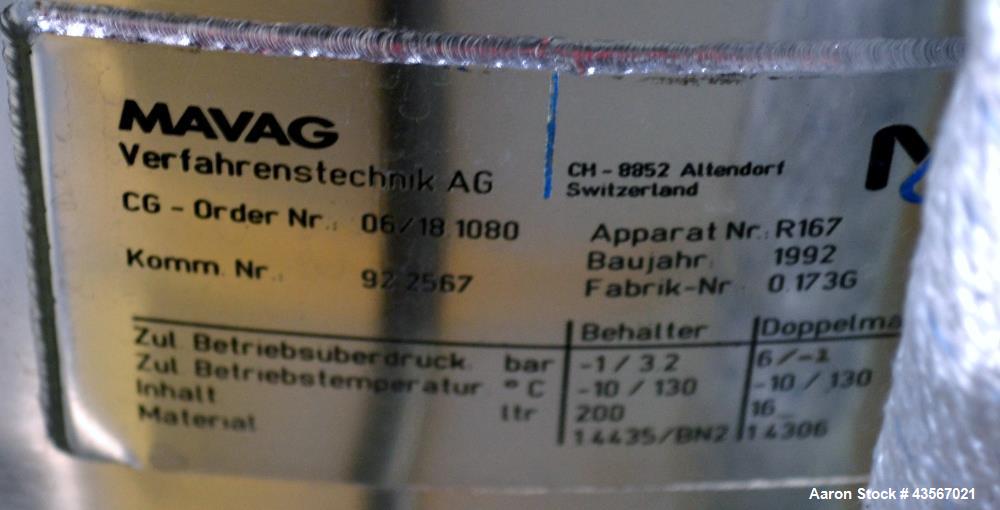 MAVAG
Verfahrenstechnik AG
CH - 8852 Altendorf
Switzerland
CG - Order Nr.: 06/18.1080
Apparat Nr.: R167
Komm. Nr.: 92.2567
Baujahr: 1992
Fabrik-Nr 0.173G
Behälter
Zul. Betriebsüberdruck bar -1 / 3.2 6 / -1
Zul. Betriebstemperatur °C -10 / 130 -10 / 130
Inhalt ltr 200 16
Material 1.4435/BN2 1.4306
Aaron Stock # 43567021